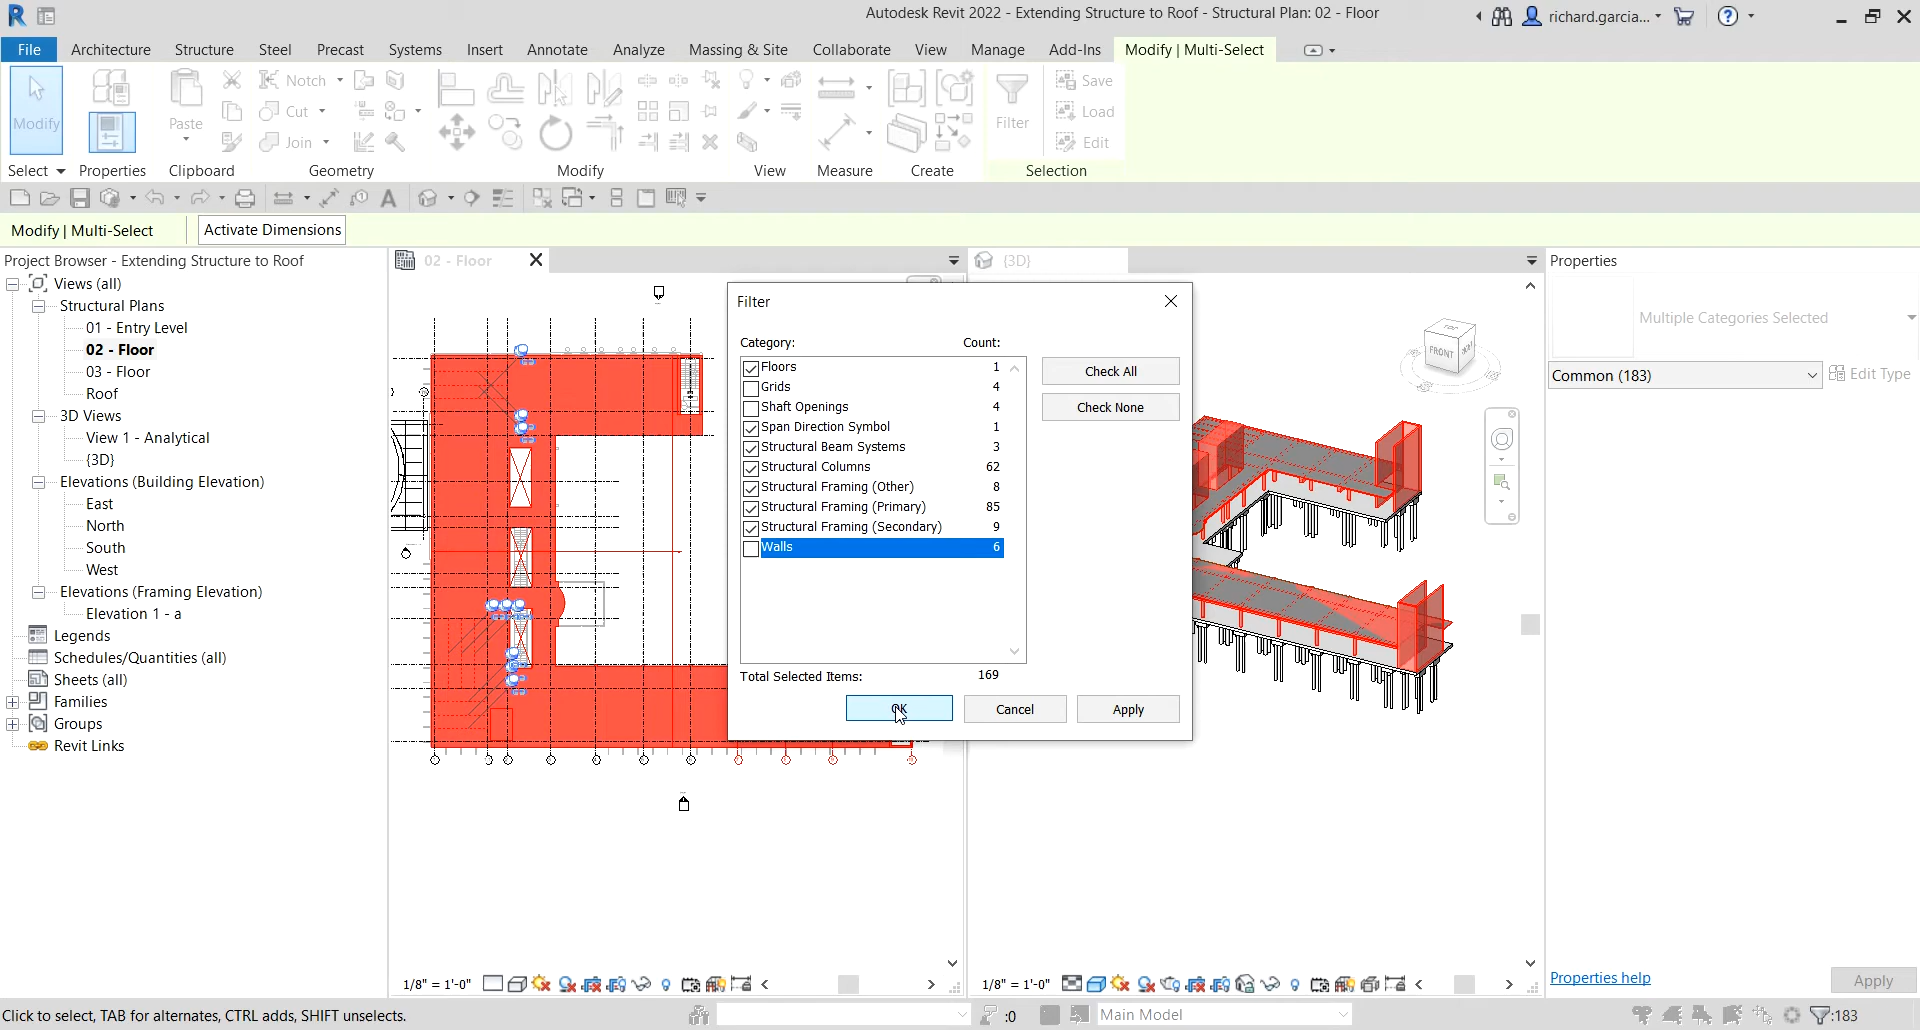 Autodesk Revit 2022 - Extending Structure to Roof - Structural Plan: 02 - Floor
richard.garcia...
File Architecture Structure Steel Precast Systems Insert Annotate Analyze Massing & Site Collaborate View Manage Add-Ins Modify | Multi-Select
Modify
Paste
Notch
Cut
Join
Filter
Save
Load
Edit
Select Properties Clipboard Geometry Modify View Measure Create Selection
Modify | Multi-Select Activate Dimensions
Project Browser - Extending Structure to Roof
Views (all)
Structural Plans
01 - Entry Level
02 - Floor
03 - Floor
Roof
3D Views
View 1 - Analytical
{3D}
Elevations (Building Elevation)
East
North
South
West
Elevations (Framing Elevation)
Elevation 1 - a
Legends
Schedules/Quantities (all)
Sheets (all)
Families
Groups
Revit Links
02 - Floor
{3D}
TOP
FRONT
Filter
Category: Count:
Floors 1
Grids 4
Shaft Openings 4
Span Direction Symbol 1
Structural Beam Systems 3
Structural Columns 62
Structural Framing (Other) 8
Structural Framing (Primary) 85
Structural Framing (Secondary) 9
Walls 6
Check All
Check None
Total Selected Items: 169
OK Cancel Apply
Properties
Multiple Categories Selected
Common (183) Edit Type
Properties help Apply
1/8" = 1'-0"
1/8" = 1'-0"
Click to select, TAB for alternates, CTRL adds, SHIFT unselects.
:0
Main Model
:183